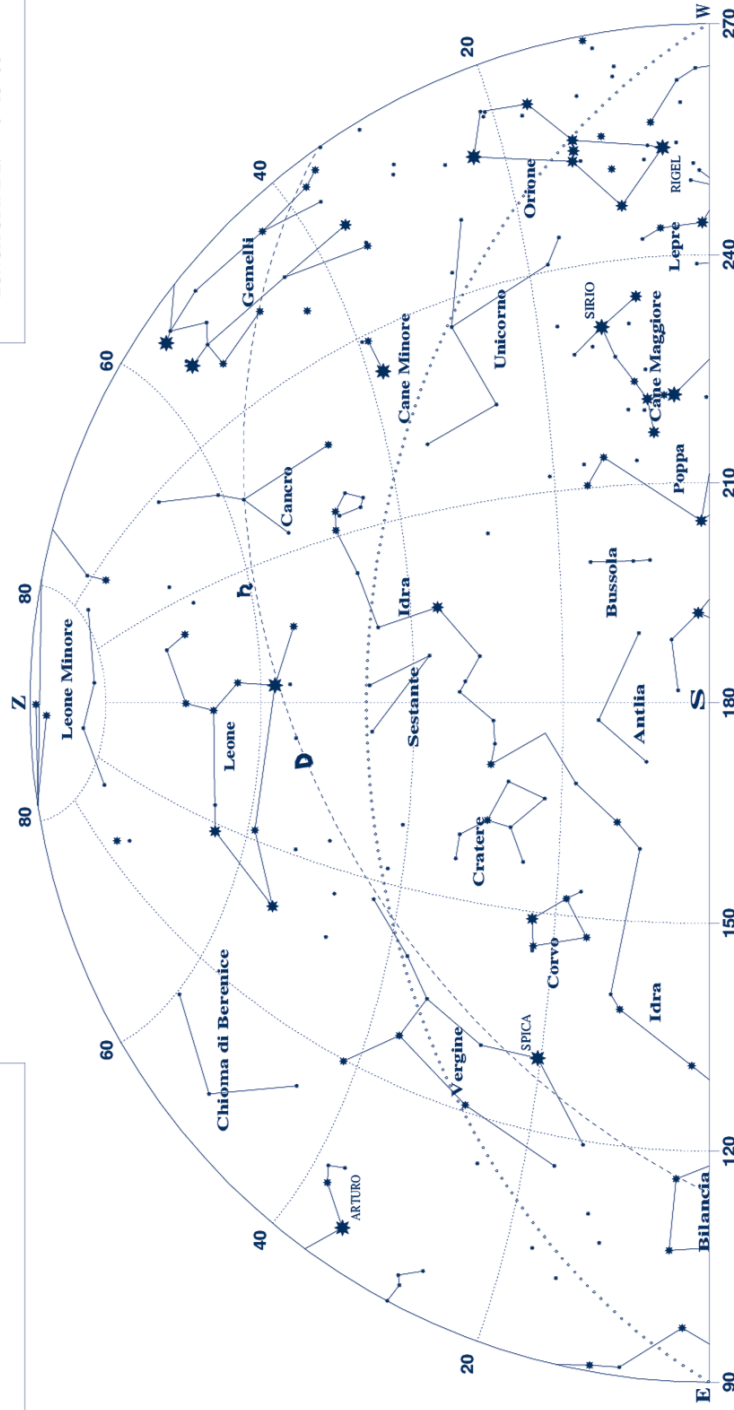 Z
80
80
Leone Minore
60
60
Chioma di Berenice
Leone
Gemelli
40
40
Cancro
ARTURO
Sestante
Idra
Cane Minore
Vergine
20
20
Cratere
Unicorno
SPICA
Orione
Corvo
SIRIO
Bussola
Idra
Antlia
Cane Maggiore
Poppa
Lepre
RIGEL
Bilancia
S
E
W
90
120
150
180
210
240
270